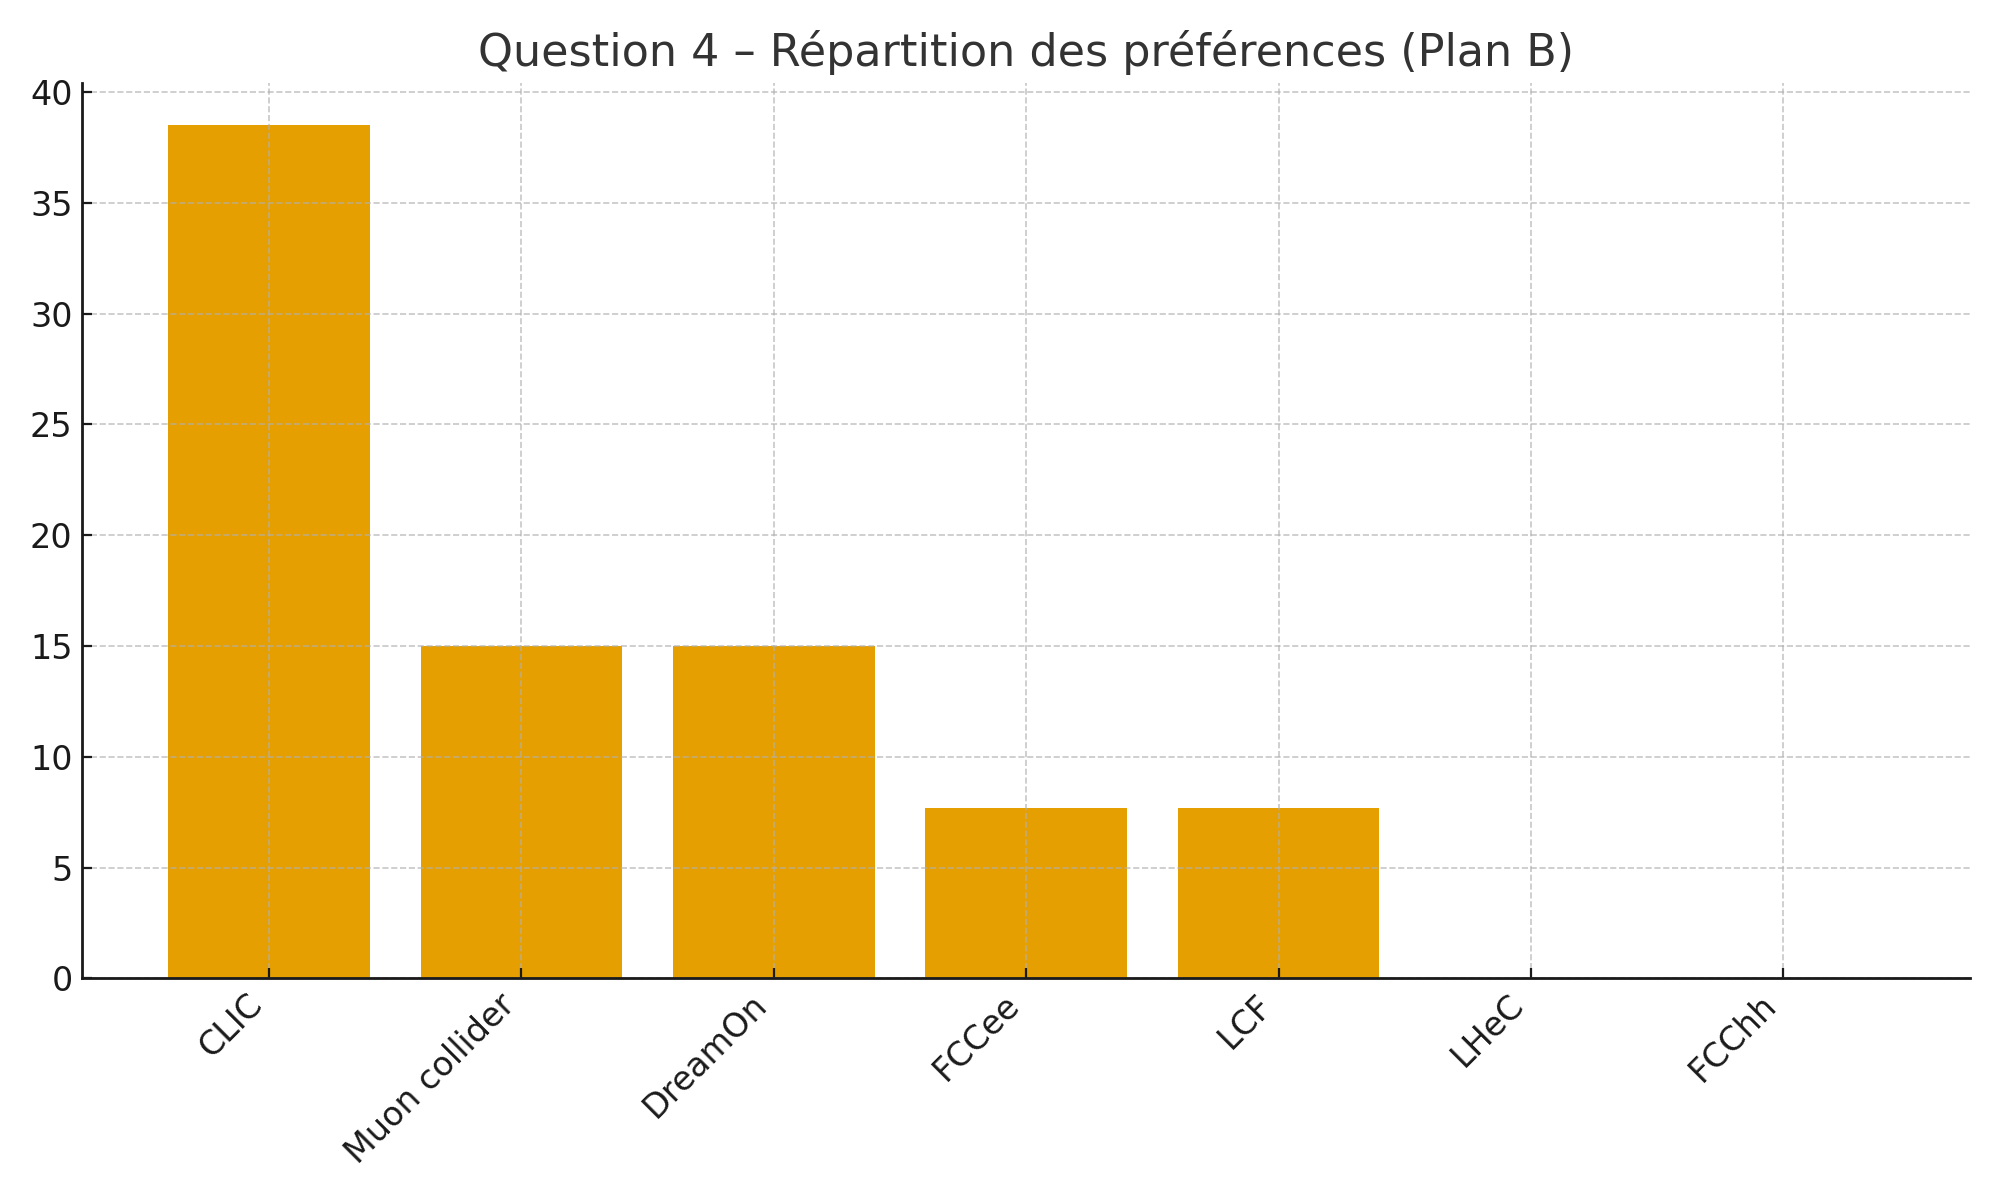 Question 4 – Répartition des préférences (Plan B)
40
35
30
25
20
15
10
5
0
CLIC
Muon collider
DreamOn
FCCee
LCF
LHeC
FCChh